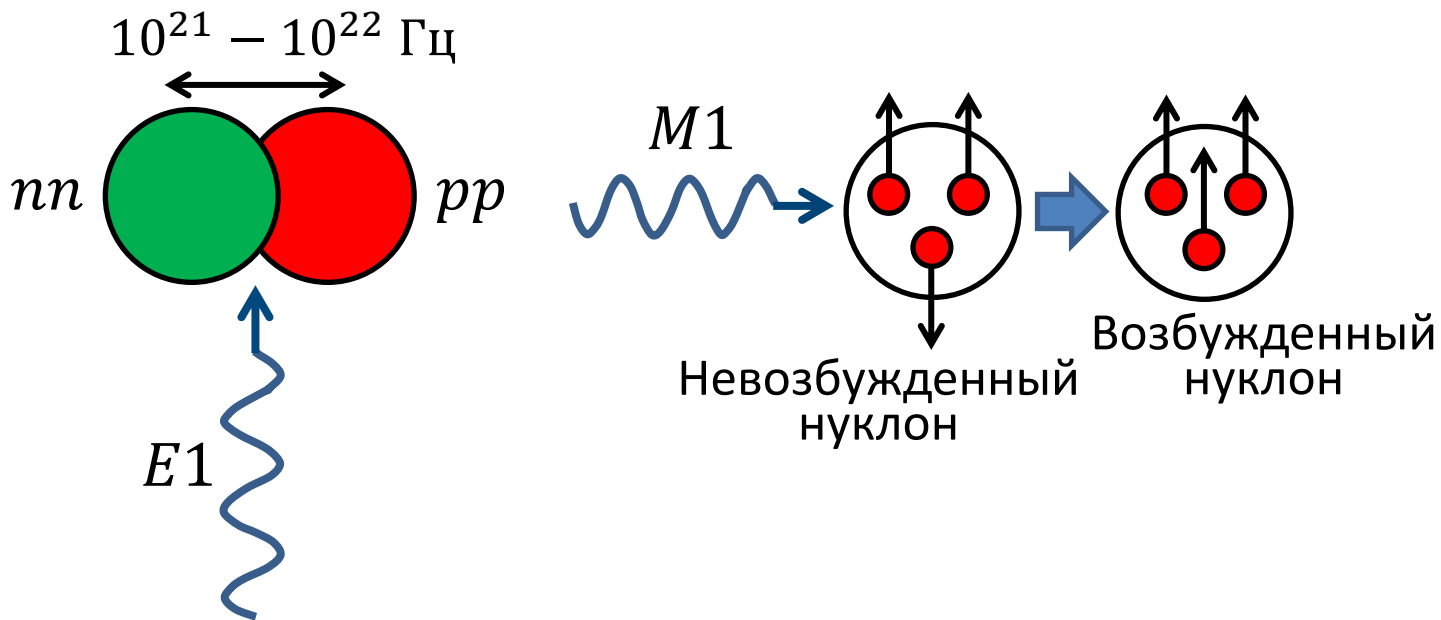 10²¹ − 10²² Гц
nn
pp
E1
M1
Невозбужденный
нуклон
Возбужденный
нуклон